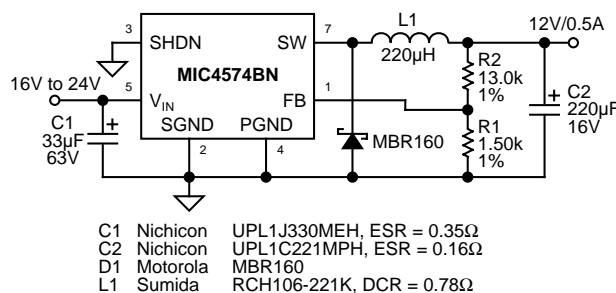 L1
12V/0.5A
3
SHDN
SW
7
220µH
R2
13.0k
1%
MIC4574BN
16V to 24V
5
VIN
FB
1
C2
220µF
16V
C1
33µF
63V
SGND
PGND
2
4
MBR160
R1
1.50k
1%
C1 Nichicon UPL1J330MEH, ESR = 0.35Ω
C2 Nichicon UPL1C221MPH, ESR = 0.16Ω
D1 Motorola MBR160
L1 Sumida RCH106-221K, DCR = 0.78Ω